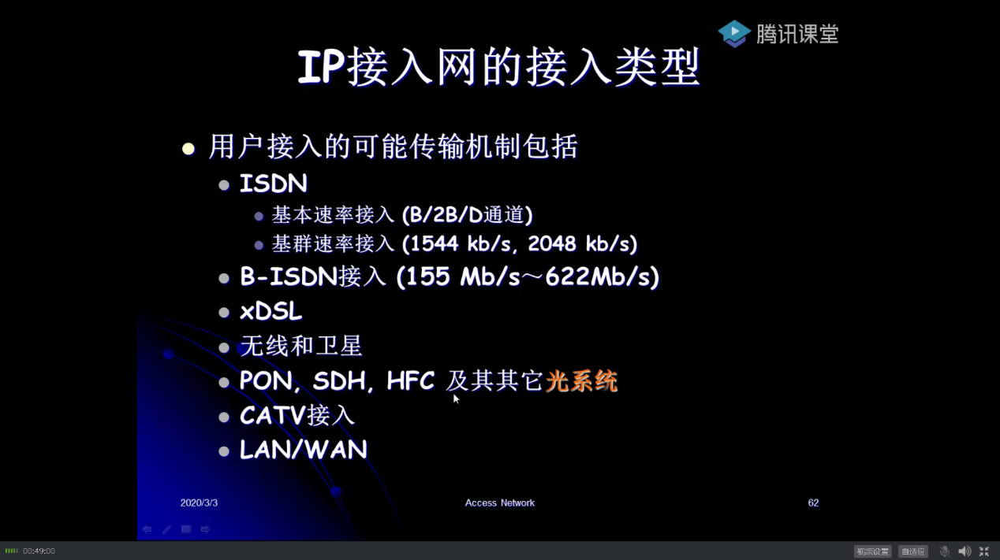 腾讯课堂
IP接入网的接入类型
用户接入的可能传输机制包括
ISDN
基本速率接入 (B/2B/D通道)
基群速率接入 (1544 kb/s, 2048 kb/s)
B-ISDN接入 (155 Mb/s～622Mb/s)
xDSL
无线和卫星
PON, SDH, HFC 及其其它光系统
CATV接入
LAN/WAN
2020/3/3 Access Network 62
00:49:00 视频设置 自适应